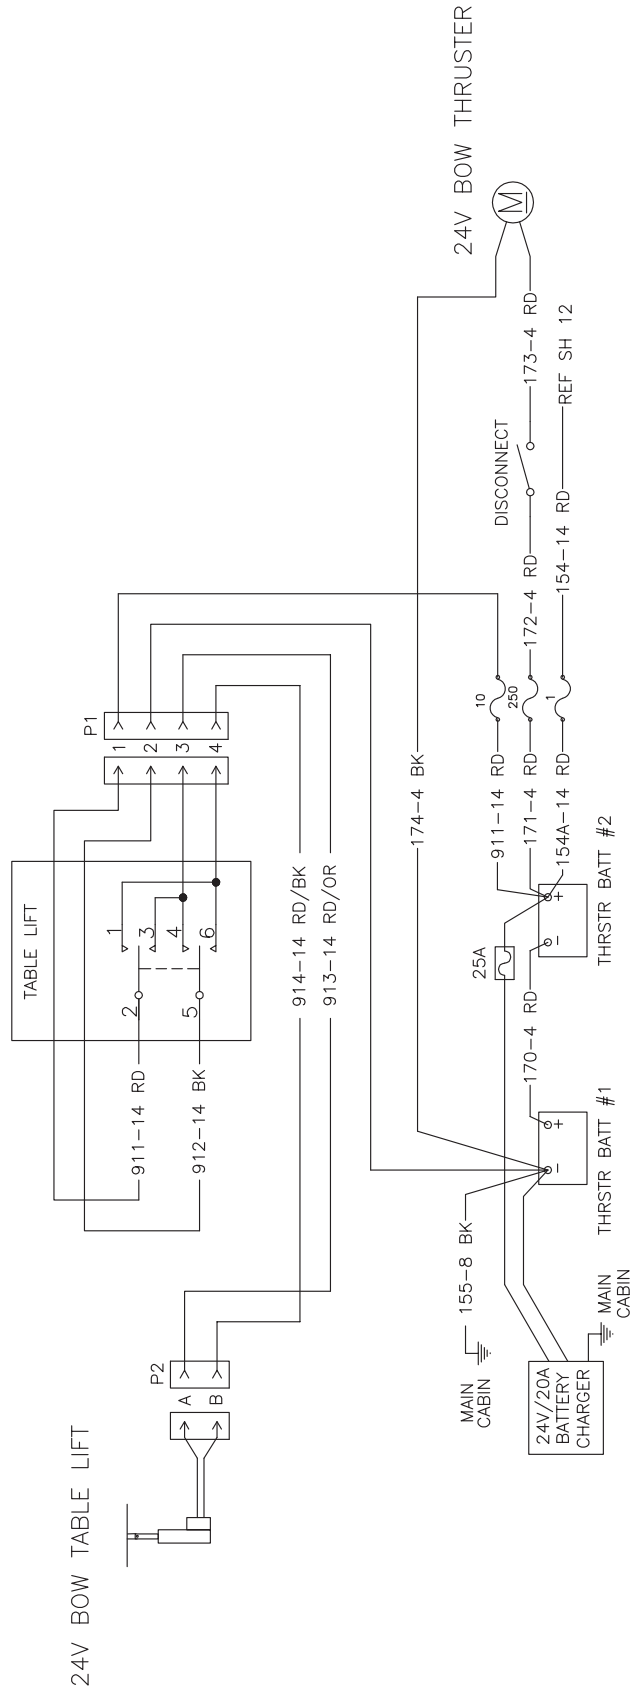 24V BOW TABLE LIFT
24V BOW THRUSTER
TABLE LIFT
P1
1
2
3
4
1
3
4
6
2
5
911-14 RD
912-14 BK
914-14 RD/BK
913-14 RD/OR
P2
A
B
174-4 BK
M
173-4 RD
REF SH 12
DISCONNECT
172-4 RD
154-14 RD
10
250
1
911-14 RD
171-4 RD
154A-14 RD
25A
+
-
THRSTR BATT #2
170-4 RD
+
-
THRSTR BATT #1
155-8 BK
MAIN
CABIN
MAIN
CABIN
24V/20A
BATTERY
CHARGER